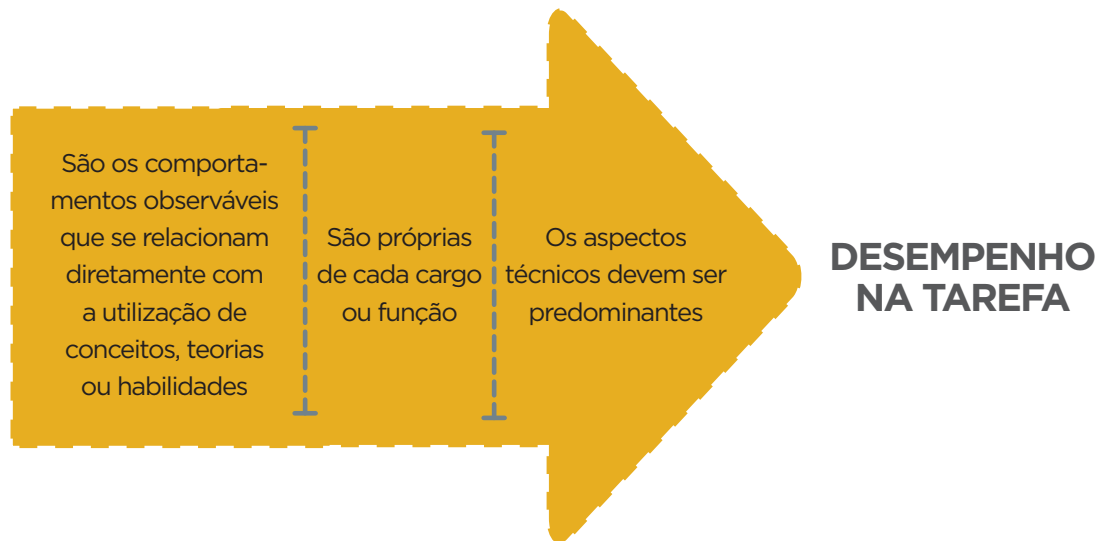 São os comporta-
mentos observáveis
que se relacionam
diretamente com
a utilização de
conceitos, teorias
ou habilidades
São próprias
de cada cargo
ou função
Os aspectos
técnicos devem ser
predominantes
DESEMPENHO
NA TAREFA